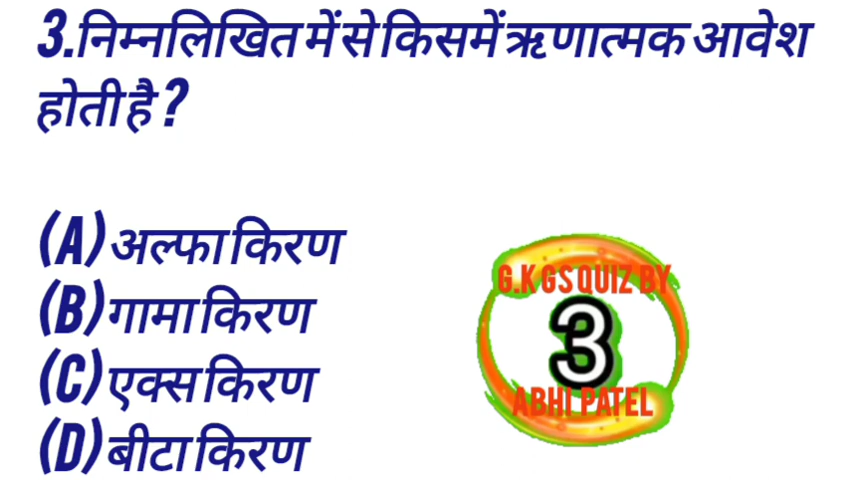 3.निम्नलिखित में से किसमें ऋणात्मक आवेश
होती है ?
(A) अल्फा किरण
(B) गामा किरण
(C) एक्स किरण
(D) बीटा किरण
G.K GS QUIZ BY
3
ABHI PATEL